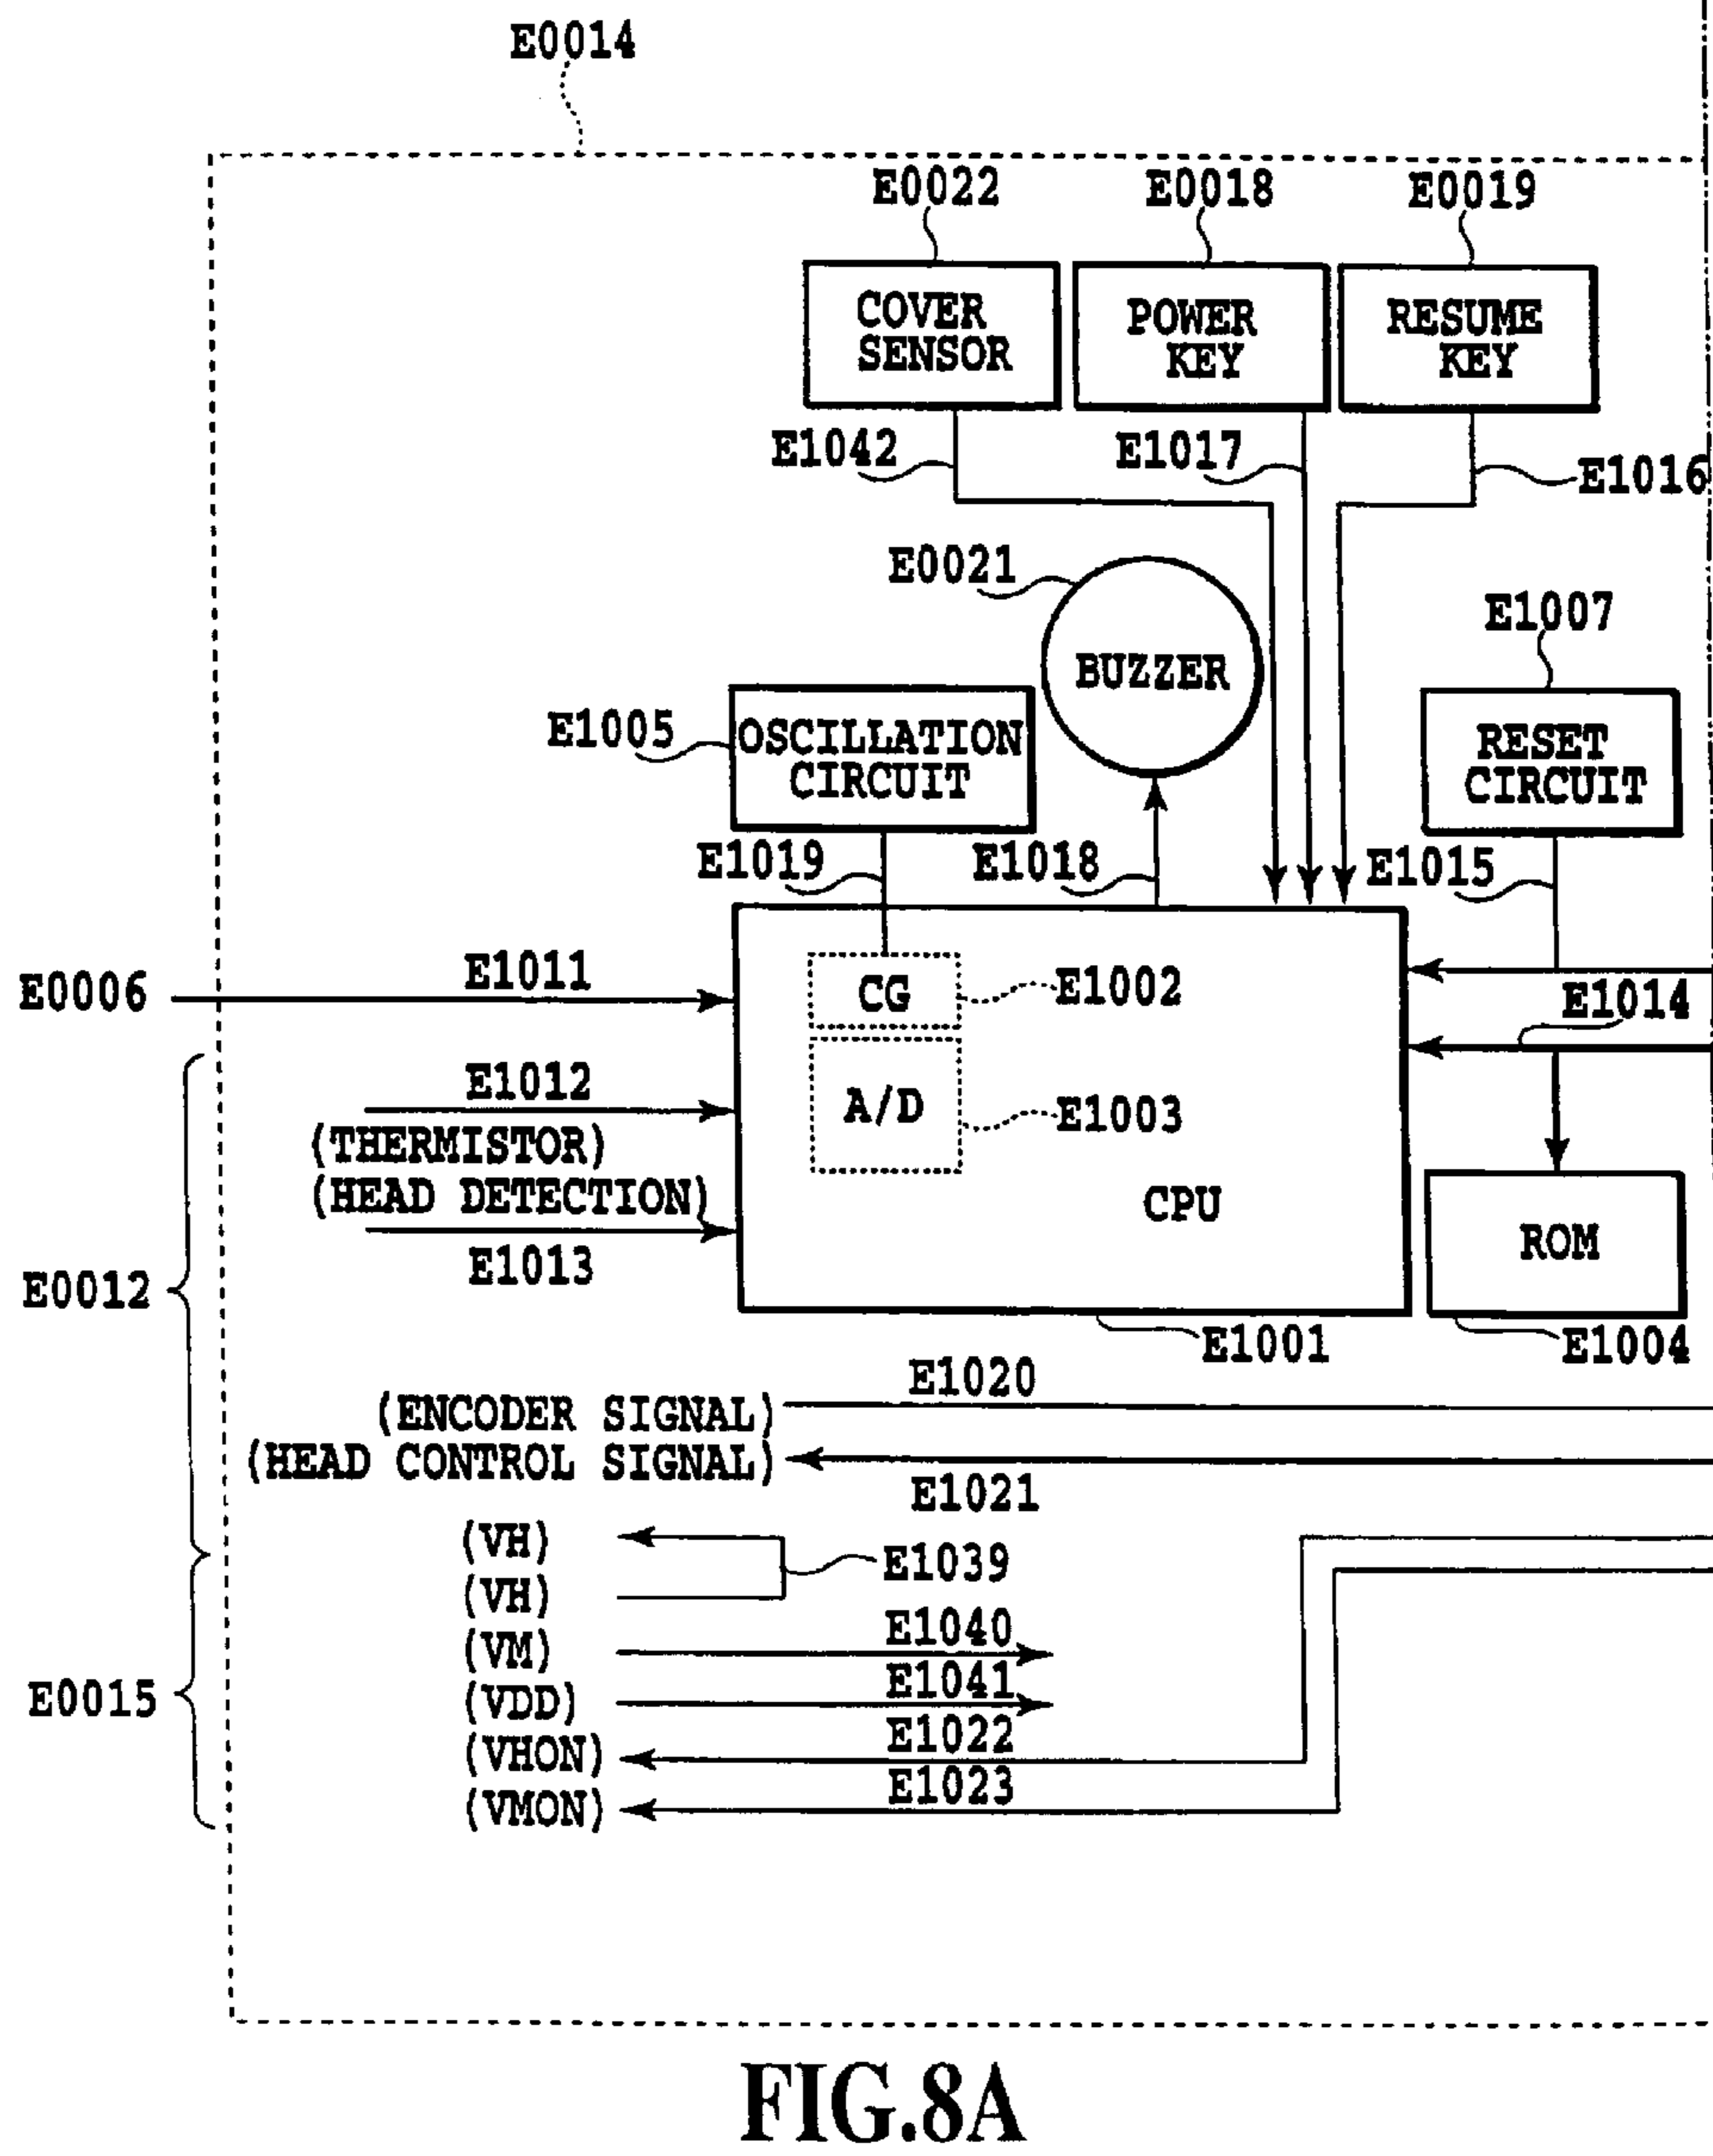 E0014
E0022
E0018
E0019
COVER
SENSOR
POWER
KEY
RESUME
KEY
E1042
E1017
E1016
E0021
BUZZER
E1007
E1005
OSCILLATION
CIRCUIT
RESET
CIRCUIT
E1019
E1018
E1015
E0006
E1011
CG
E1002
E1014
E1012
(THERMISTOR)
A/D
E1003
(HEAD DETECTION)
CPU
E1013
ROM
E0012
E1001
E1004
E1020
(ENCODER SIGNAL)
(HEAD CONTROL SIGNAL)
E1021
(VH)
E1039
(VH)
E1040
(VM)
E1041
E0015
(VDD)
E1022
(VHON)
E1023
(VMON)
FIG.8A